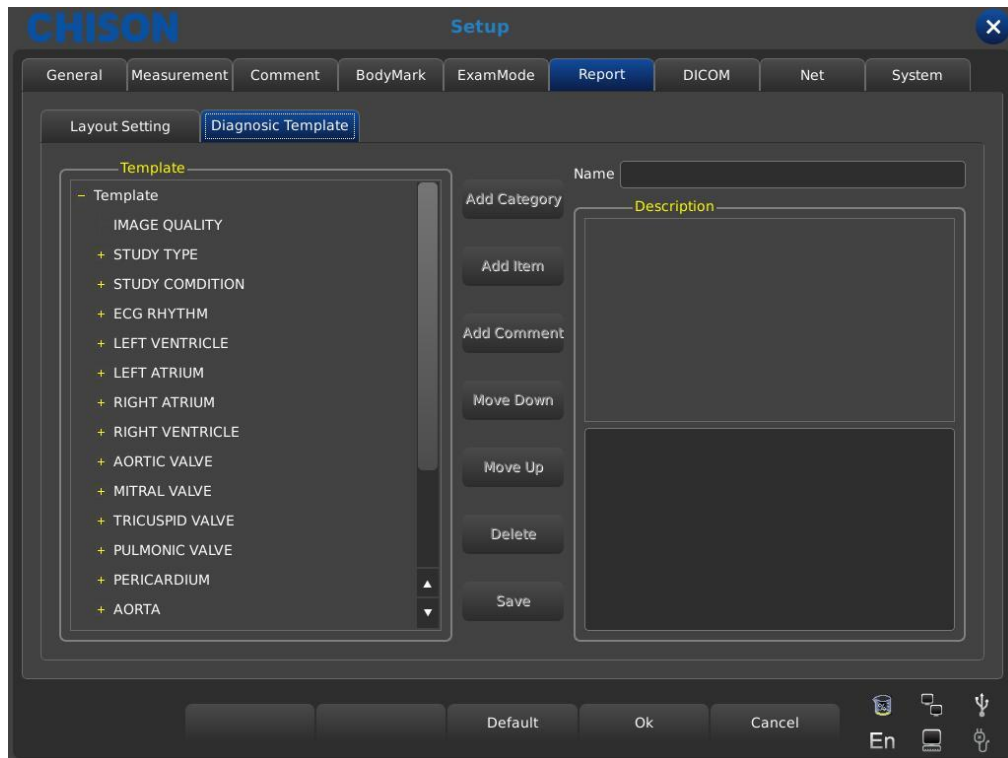 CHISON
Setup
General Measurement Comment BodyMark ExamMode Report DICOM Net System
Layout Setting Diagnosic Template
Template
Name
– Template
Add Category
Description
IMAGE QUALITY
+ STUDY TYPE
Add Item
+ STUDY COMDITION
+ ECG RHYTHM
Add Comment
+ LEFT VENTRICLE
+ LEFT ATRIUM
Move Down
+ RIGHT ATRIUM
+ RIGHT VENTRICLE
+ AORTIC VALVE
Move Up
+ MITRAL VALVE
+ TRICUSPID VALVE
Delete
+ PULMONIC VALVE
+ PERICARDIUM
Save
+ AORTA
Default Ok Cancel
En